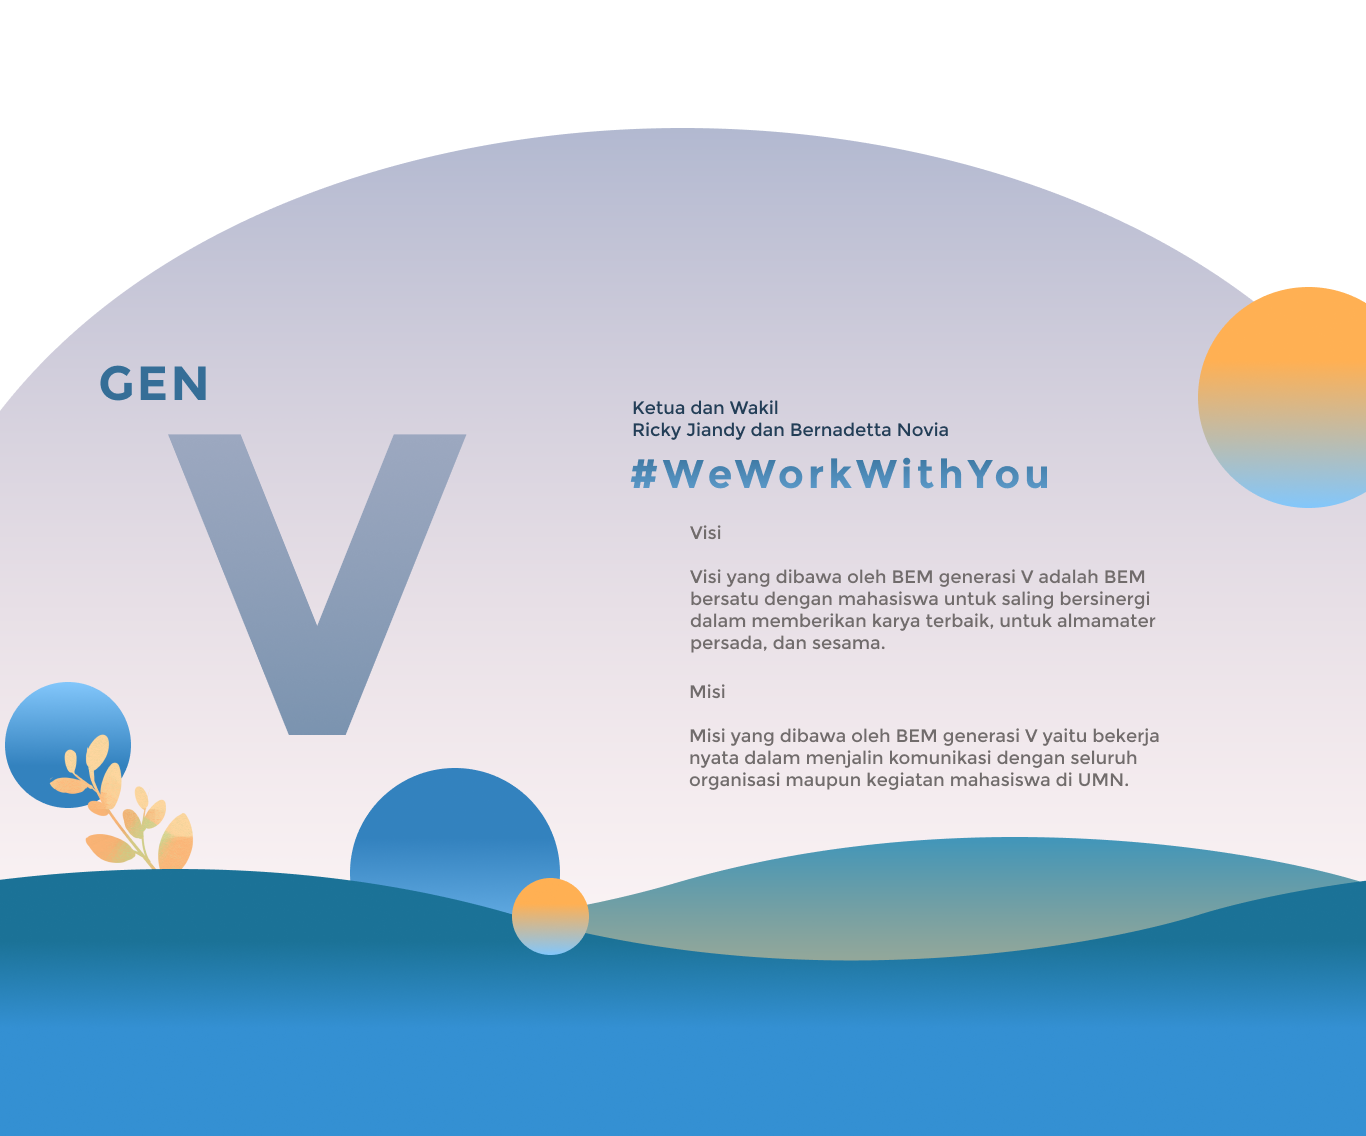 GEN
V
Ketua dan Wakil
Ricky Jiandy dan Bernadetta Novia
#WeWorkWithYou
Visi
Visi yang dibawa oleh BEM generasi V adalah BEM
bersatu dengan mahasiswa untuk saling bersinergi
dalam memberikan karya terbaik, untuk almamater
persada, dan sesama.
Misi
Misi yang dibawa oleh BEM generasi V yaitu bekerja
nyata dalam menjalin komunikasi dengan seluruh
organisasi maupun kegiatan mahasiswa di UMN.